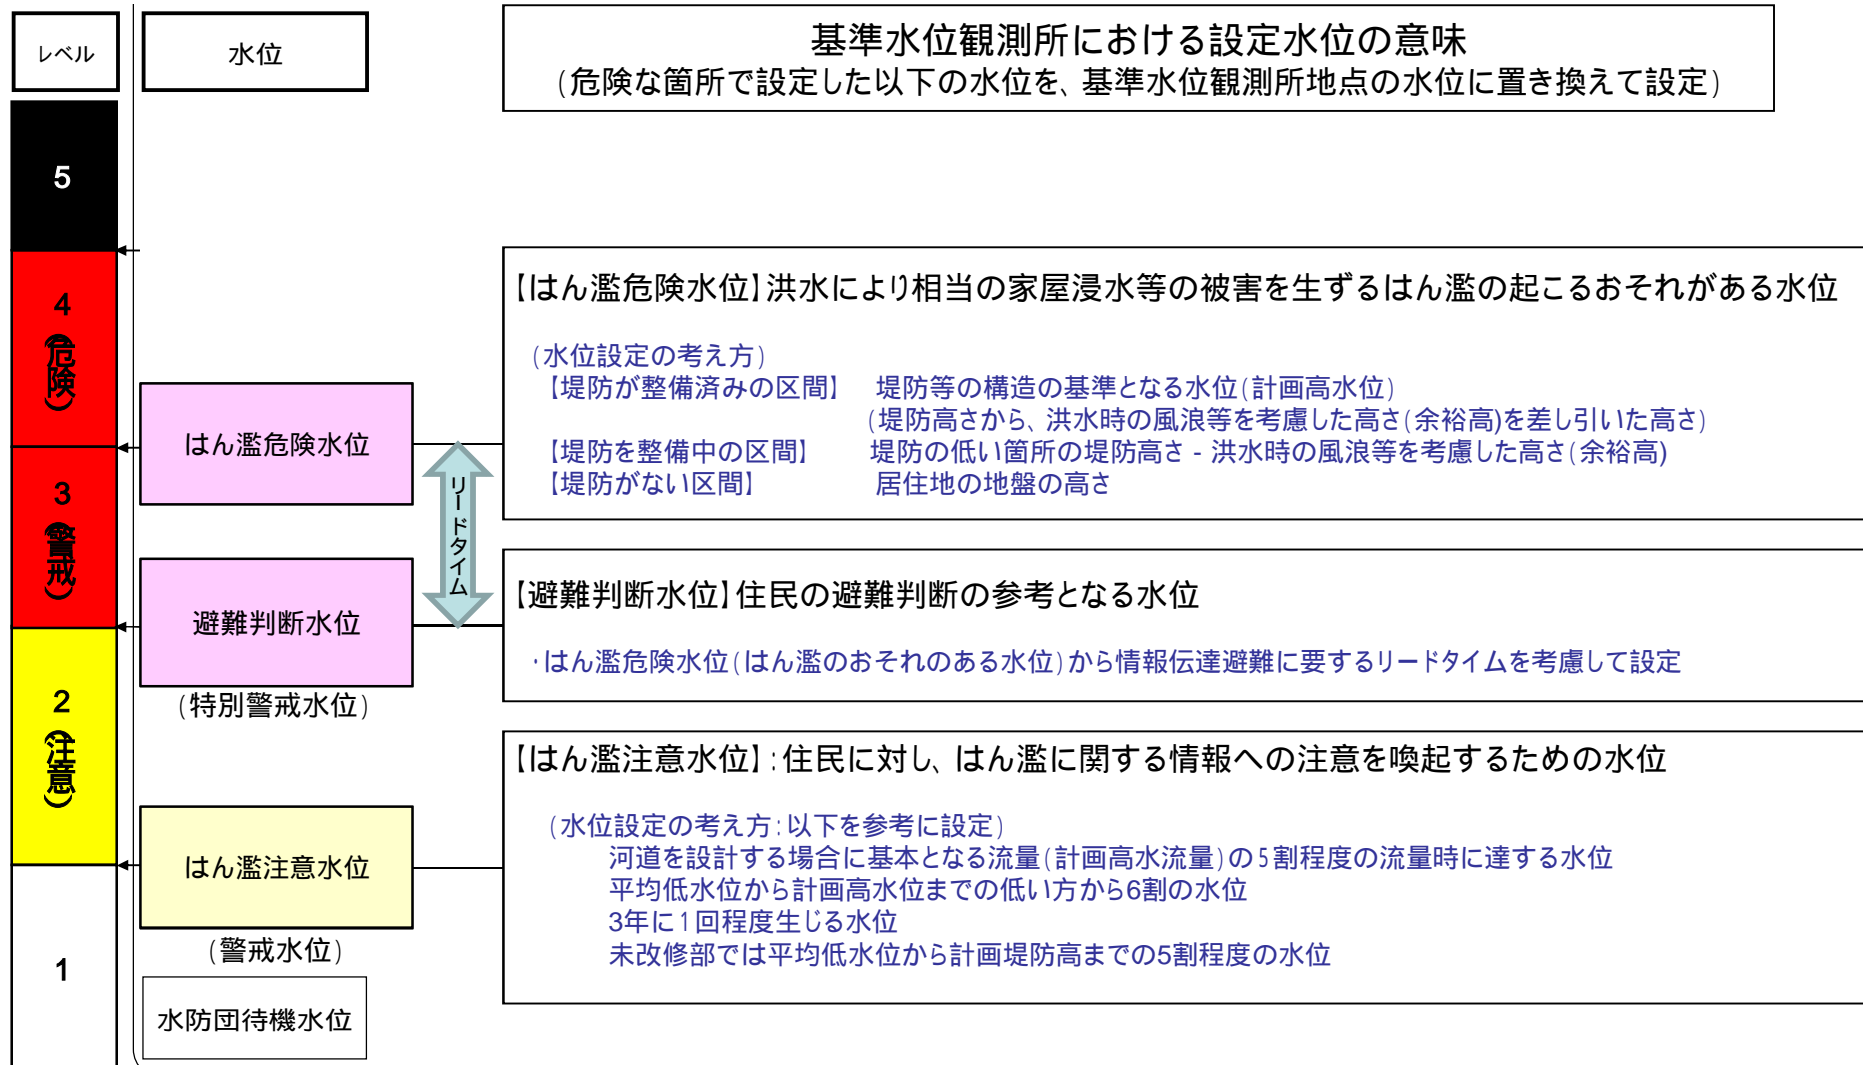 レベル
水位
基準水位観測所における設定水位の意味
(危険な箇所で設定した以下の水位を、基準水位観測所地点の水位に置き換えて設定)
5
4
(危険)
3
(警戒)
2
(注意)
1
はん濫危険水位
リードタイム
避難判断水位
(特別警戒水位)
はん濫注意水位
(警戒水位)
水防団待機水位
【はん濫危険水位】洪水により相当の家屋浸水等の被害を生ずるはん濫の起こるおそれがある水位
(水位設定の考え方)
【堤防が整備済みの区間】 堤防等の構造の基準となる水位(計画高水位)
(堤防高さから、洪水時の風浪等を考慮した高さ(余裕高)を差し引いた高さ)
【堤防を整備中の区間】 堤防の低い箇所の堤防高さ - 洪水時の風浪等を考慮した高さ(余裕高)
【堤防がない区間】 居住地の地盤の高さ
【避難判断水位】住民の避難判断の参考となる水位
・はん濫危険水位(はん濫のおそれのある水位)から情報伝達避難に要するリードタイムを考慮して設定
【はん濫注意水位】:住民に対し、はん濫に関する情報への注意を喚起するための水位
(水位設定の考え方:以下を参考に設定)
河道を設計する場合に基本となる流量(計画高水流量)の5割程度の流量時に達する水位
平均低水位から計画高水位までの低い方から6割の水位
3年に1回程度生じる水位
未改修部では平均低水位から計画堤防高までの5割程度の水位